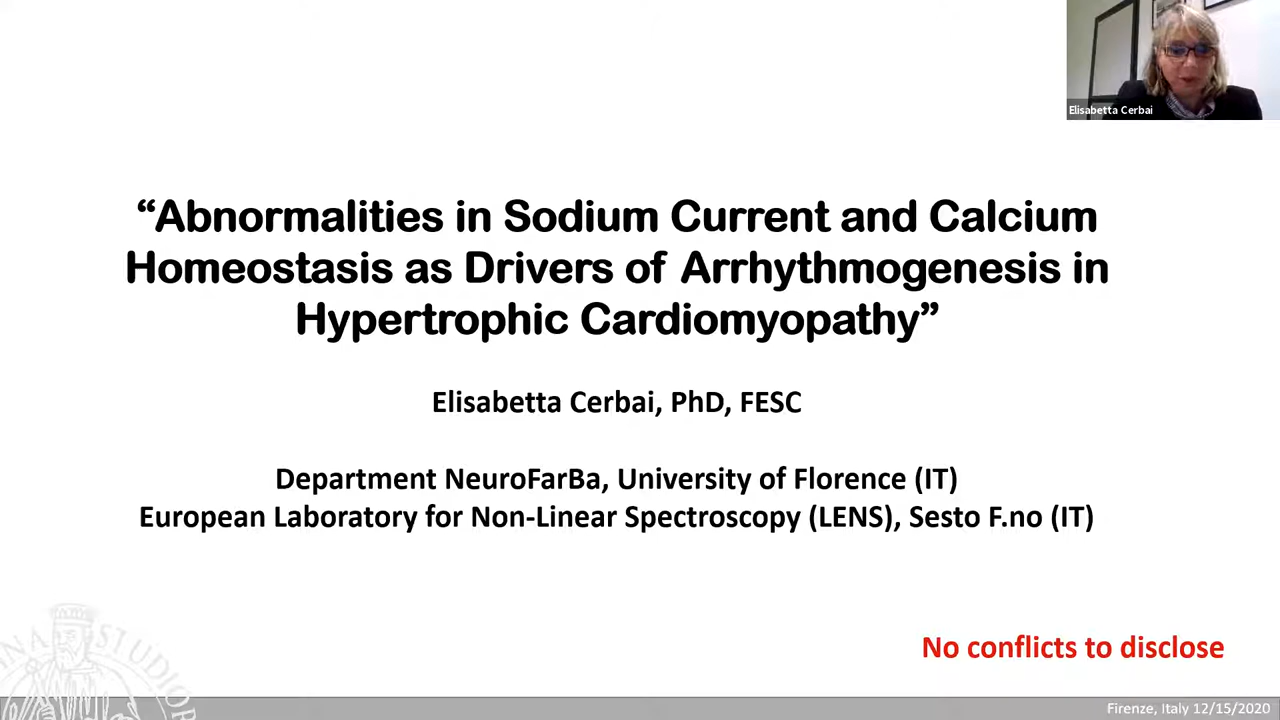 Elisabetta Cerbai
“Abnormalities in Sodium Current and Calcium
Homeostasis as Drivers of Arrhythmogenesis in
Hypertrophic Cardiomyopathy”
Elisabetta Cerbai, PhD, FESC
Department NeuroFarBa, University of Florence (IT)
European Laboratory for Non-Linear Spectroscopy (LENS), Sesto F.no (IT)
No conflicts to disclose
Firenze, Italy 12/15/2020